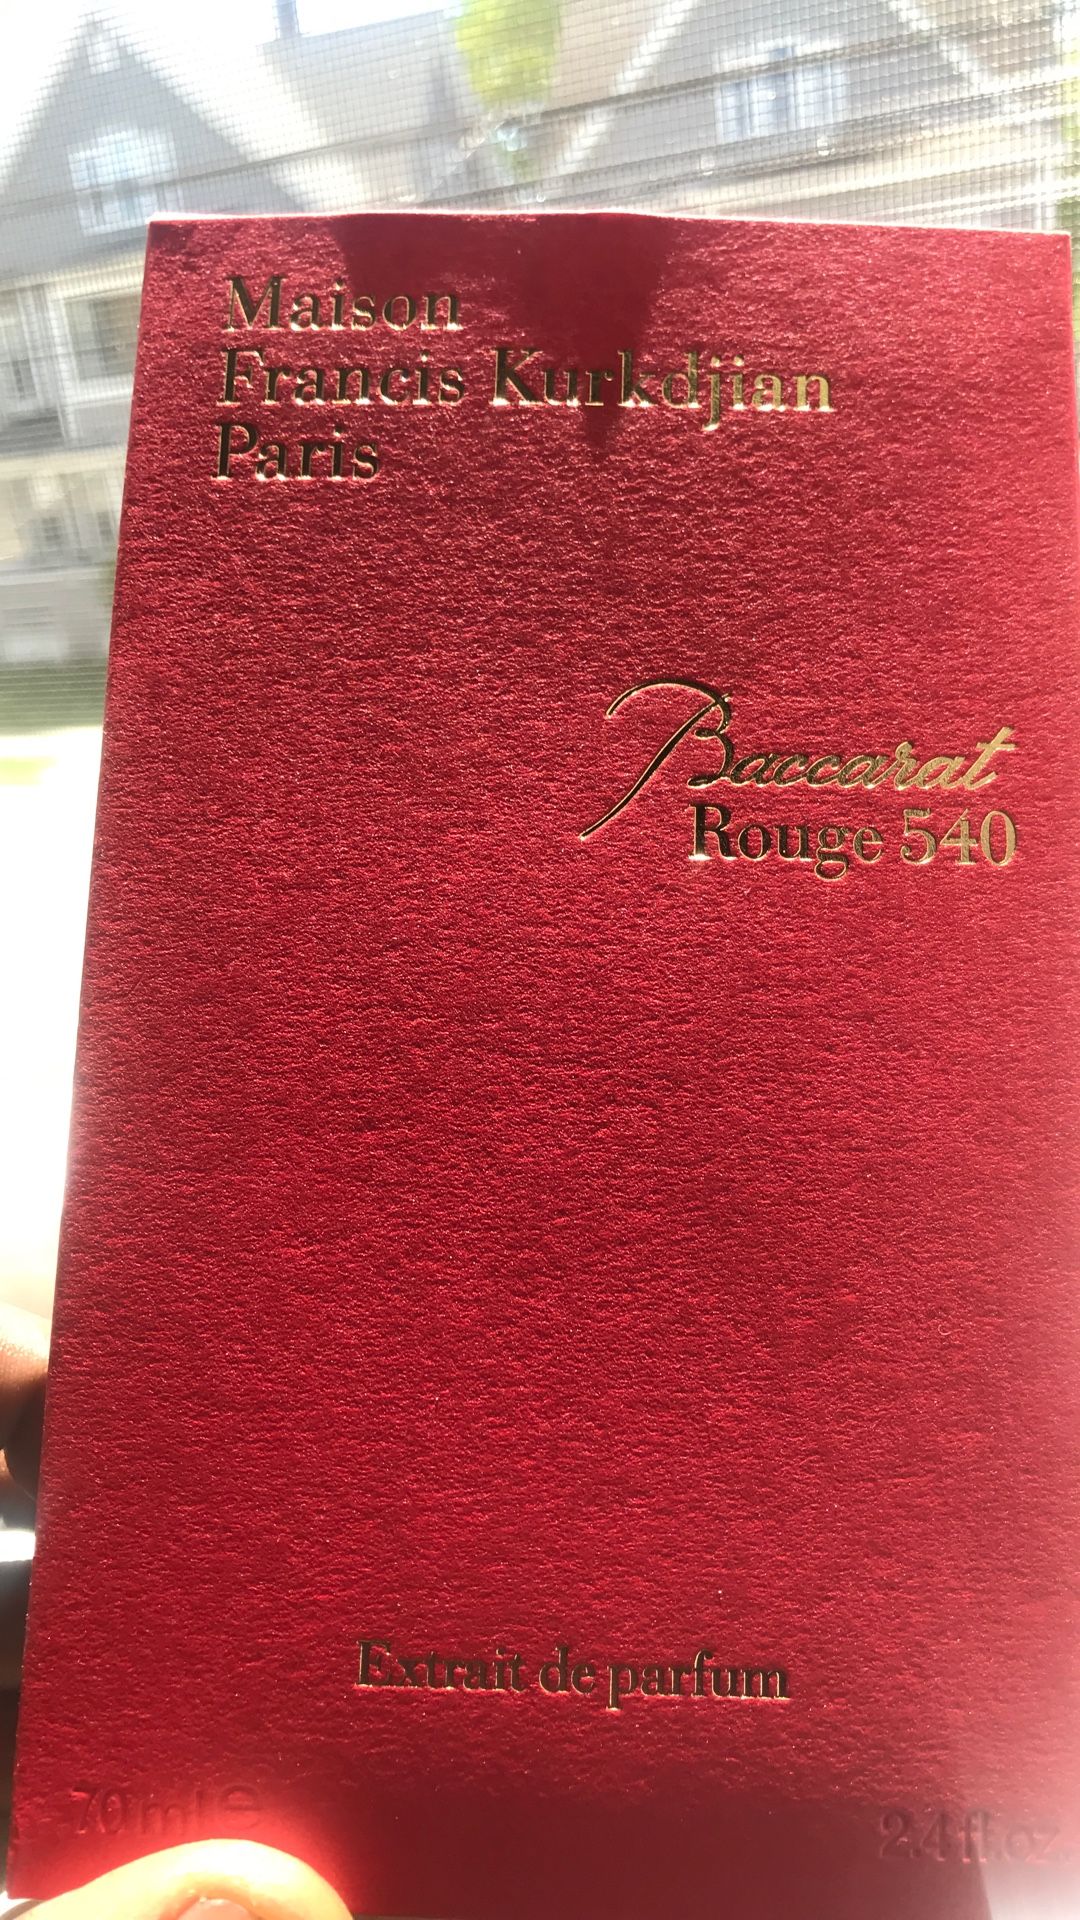 Maison
Francis Kurkdjian
Paris
Baccarat
Rouge 540
Extrait de parfum
70 ml ℮
2.4 fl.oz.